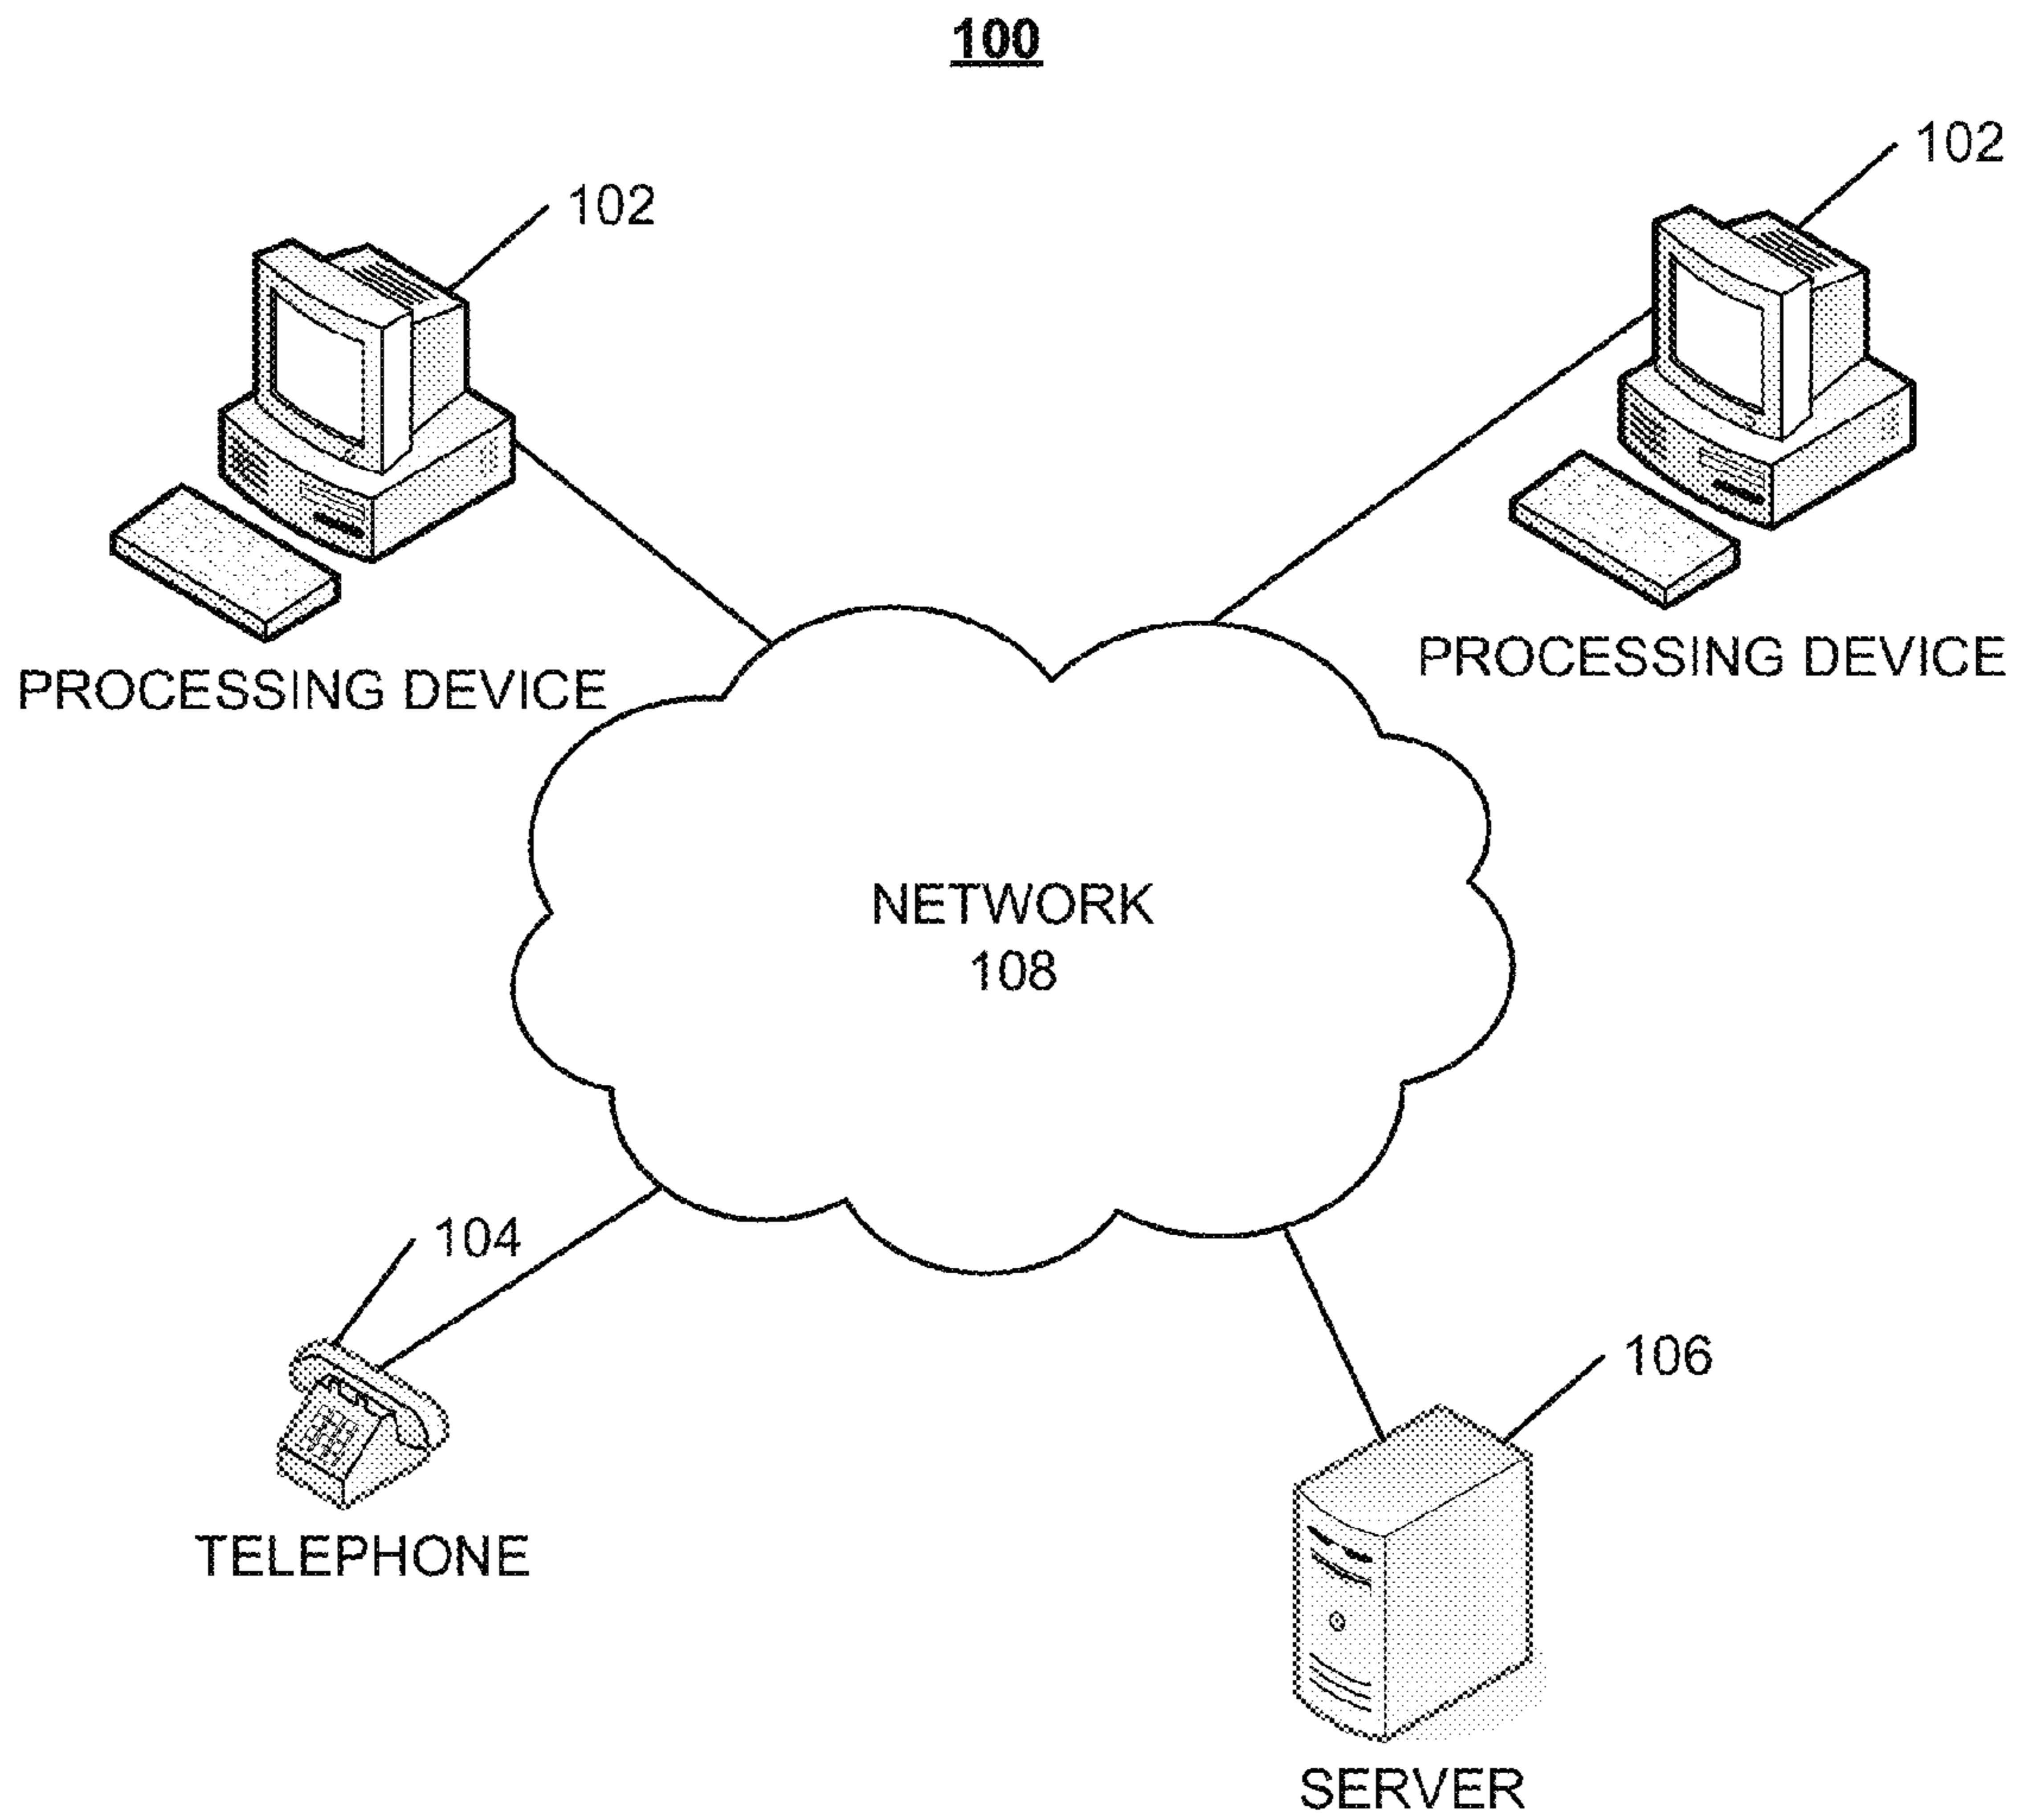 100
102
102
PROCESSING DEVICE
PROCESSING DEVICE
NETWORK
108
104
106
TELEPHONE
SERVER